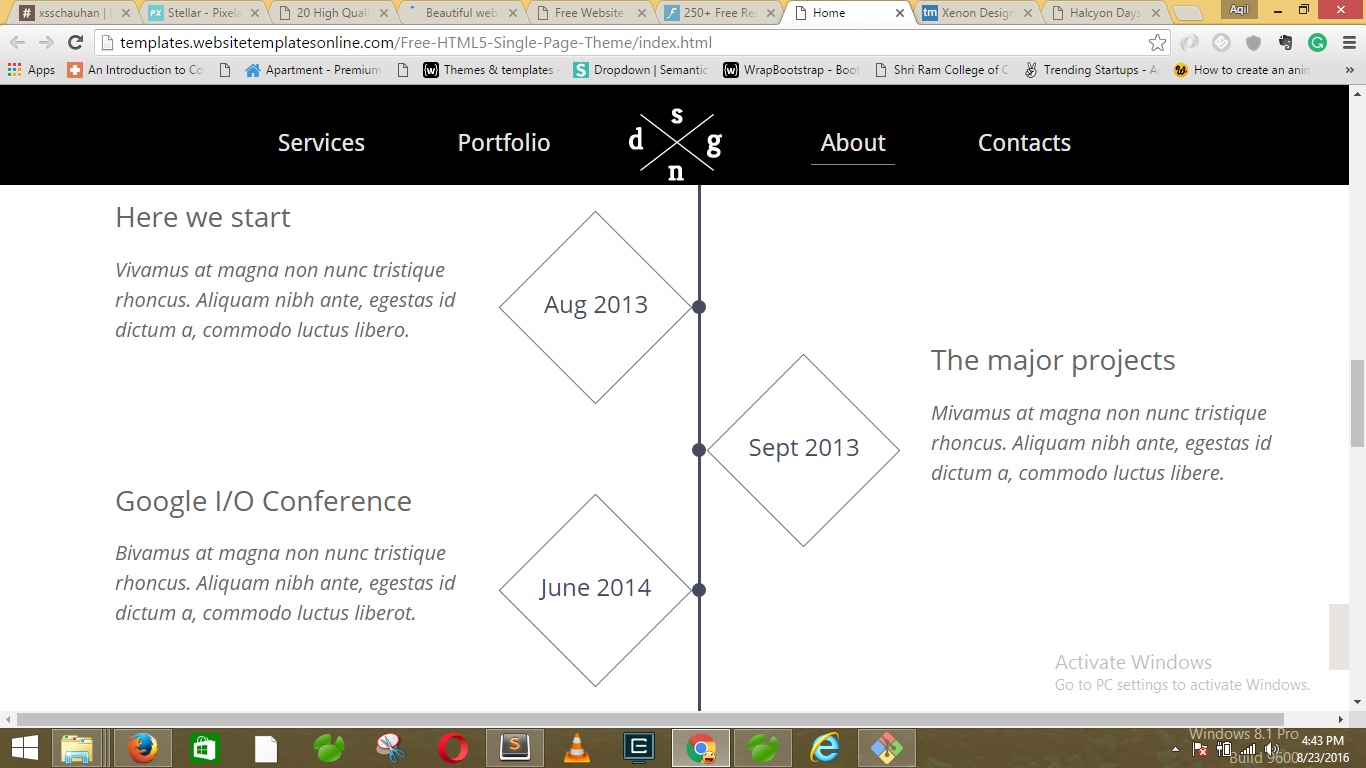 xsschauhan |
Stellar - Pixela
20 High Quali
Beautiful web
Free Website
250+ Free Res
Home
Xenon Design
Halcyon Days
Aqil
templates.websitetemplatesonline.com/Free-HTML5-Single-Page-Theme/index.html
Apps
An Introduction to Co
Apartment - Premium
Themes & templates
Dropdown | Semantic
WrapBootstrap - Boot
Shri Ram College of C
Trending Startups - A
How to create an anim
»
Services
Portfolio
d s g n
About
Contacts
Here we start
Vivamus at magna non nunc tristique
rhoncus. Aliquam nibh ante, egestas id
dictum a, commodo luctus libero.
Aug 2013
The major projects
Mivamus at magna non nunc tristique
rhoncus. Aliquam nibh ante, egestas id
dictum a, commodo luctus libere.
Sept 2013
Google I/O Conference
Bivamus at magna non nunc tristique
rhoncus. Aliquam nibh ante, egestas id
dictum a, commodo luctus liberot.
June 2014
Activate Windows
Go to PC settings to activate Windows.
Windows 8.1 Pro
Build 9600
4:43 PM
8/23/2016